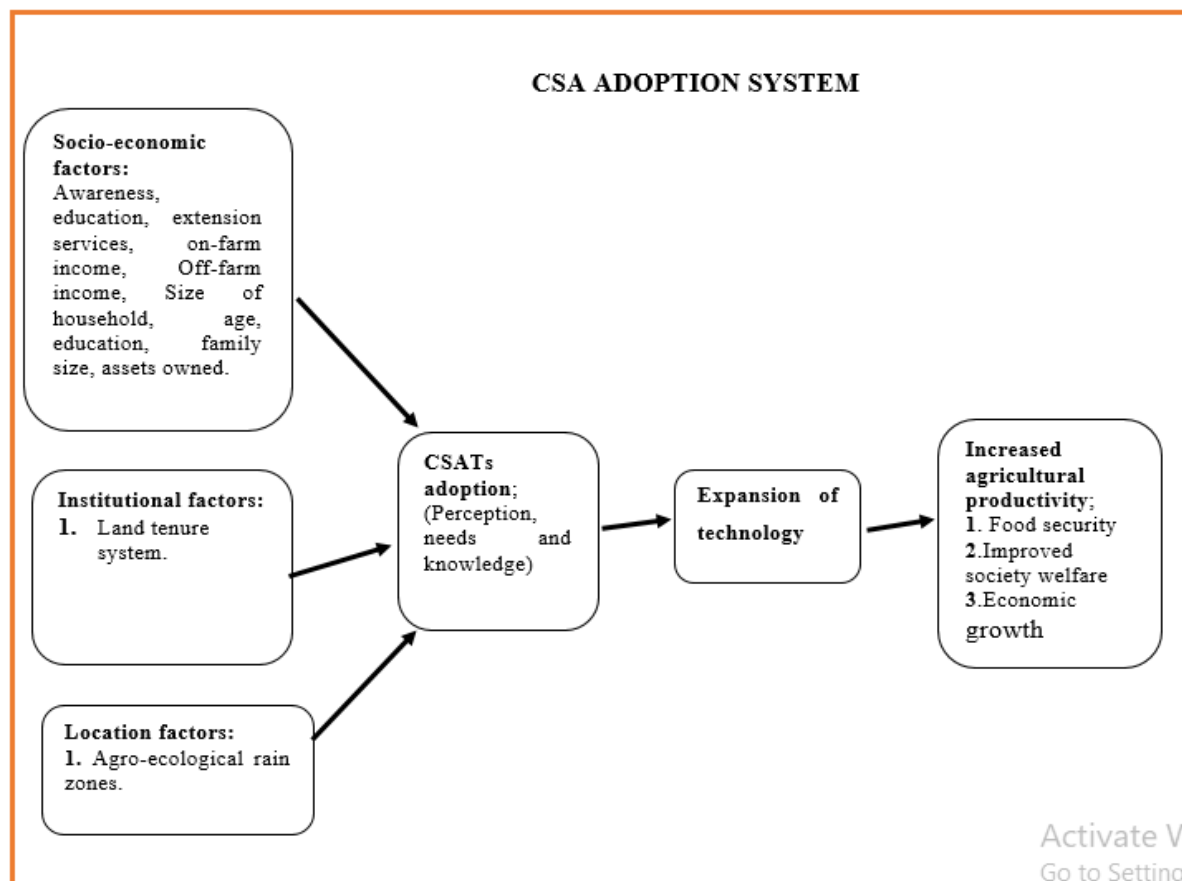 CSA ADOPTION SYSTEM
Socio-economic
factors:
Awareness,
education, extension
services, on-farm
income, Off-farm
income, Size of
household, age,
education, family
size, assets owned.
Institutional factors:
1. Land tenure
system.
Location factors:
1. Agro-ecological rain
zones.
CSATs
adoption;
(Perception,
needs and
knowledge)
Expansion of
technology
Increased
agricultural
productivity;
1. Food security
2.Improved
society welfare
3.Economic
growth
Activate
Go to Setting